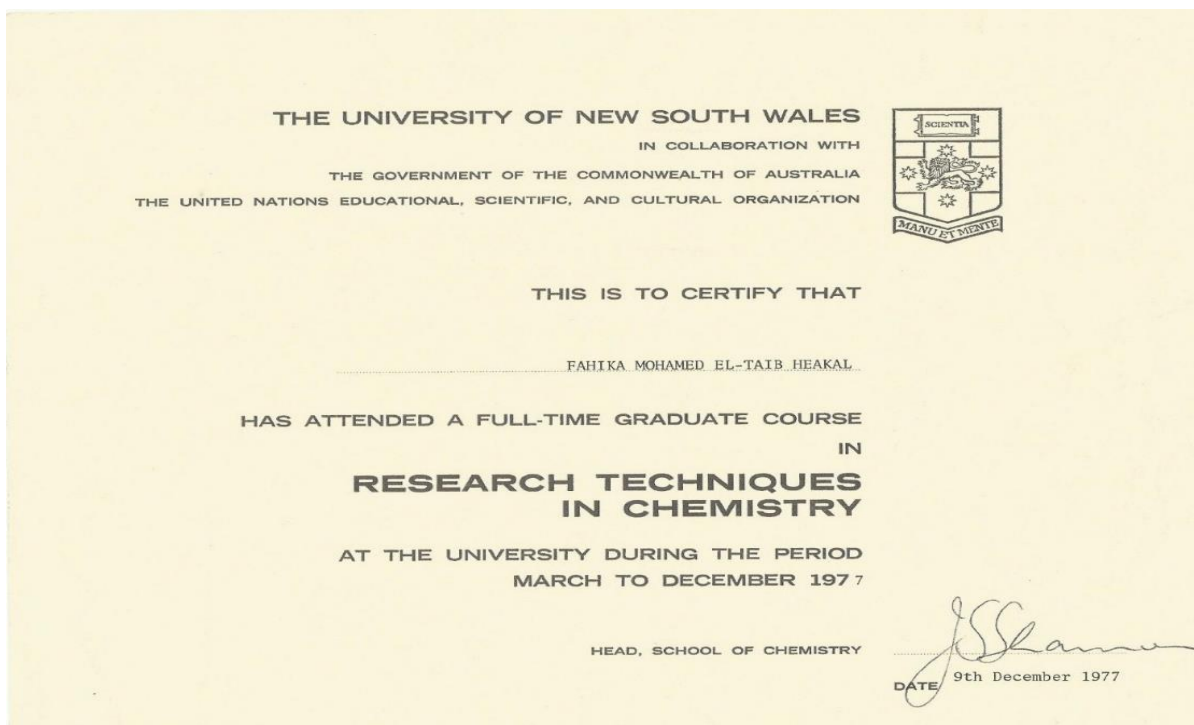 THE UNIVERSITY OF NEW SOUTH WALES
IN COLLABORATION WITH
THE GOVERNMENT OF THE COMMONWEALTH OF AUSTRALIA
THE UNITED NATIONS EDUCATIONAL, SCIENTIFIC, AND CULTURAL ORGANIZATION
SCIENTIA
MANU ET MENTE
THIS IS TO CERTIFY THAT
FAHIKA MOHAMED EL-TAIB HEAKAL
HAS ATTENDED A FULL-TIME GRADUATE COURSE
IN
RESEARCH TECHNIQUES
IN CHEMISTRY
AT THE UNIVERSITY DURING THE PERIOD
MARCH TO DECEMBER 1977
HEAD, SCHOOL OF CHEMISTRY
DATE 9th December 1977